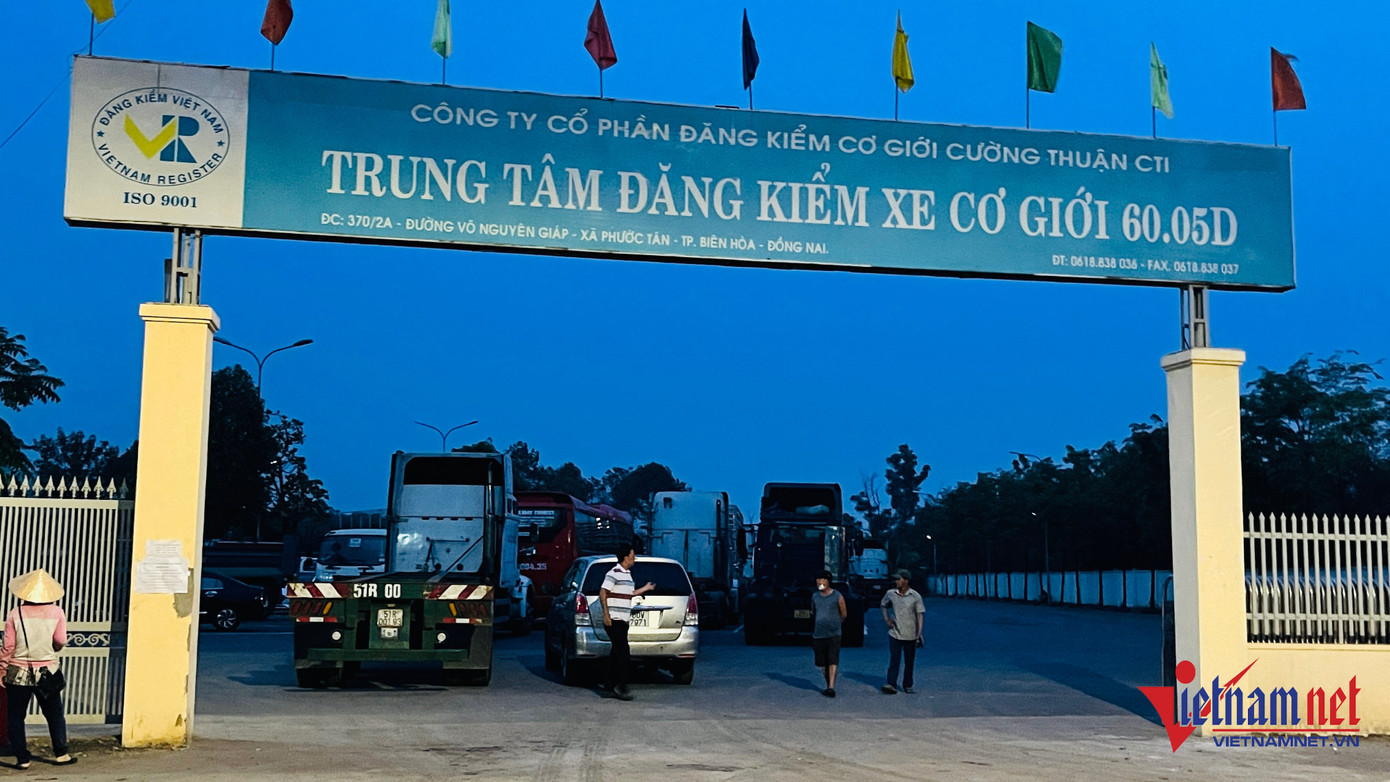 ĐĂNG KIỂM VIỆT NAM
VR
VIETNAM REGISTER
ISO 9001
CÔNG TY CỔ PHẦN ĐĂNG KIỂM CƠ GIỚI CƯỜNG THUẬN CTI
TRUNG TÂM ĐĂNG KIỂM XE CƠ GIỚI 60.05D
ĐC: 370/2A - ĐƯỜNG VÕ NGUYÊN GIÁP - XÃ PHƯỚC TÂN - TP. BIÊN HÒA - ĐỒNG NAI.
ĐT: 0618.838 036 - FAX. 0618.838 037
51R 00
51R
Vietnamnet
VIETNAMNET.VN